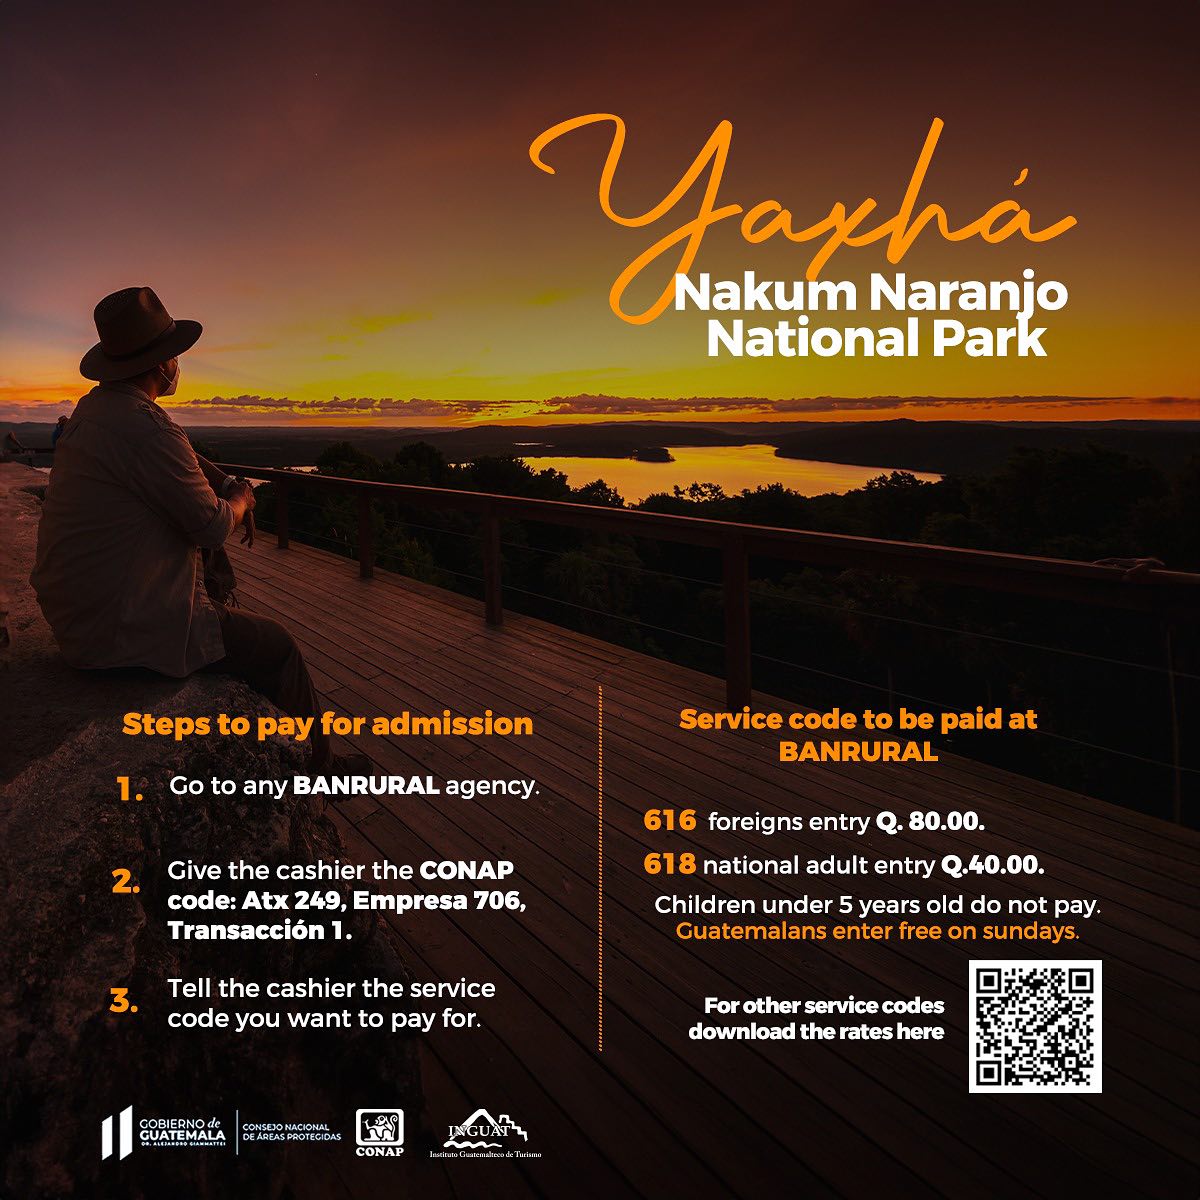 Yaxhá
Nakum Naranjo
National Park
Steps to pay for admission
1. Go to any BANRURAL agency.
2. Give the cashier the CONAP
code: Atx 249, Empresa 706,
Transacción 1.
3. Tell the cashier the service
code you want to pay for.
Service code to be paid at
BANRURAL
616 foreigns entry Q. 80.00.
618 national adult entry Q.40.00.
Children under 5 years old do not pay.
Guatemalans enter free on sundays.
For other service codes
download the rates here
GOBIERNO de
GUATEMALA
DR. ALEJANDRO GIAMMATTEI
CONSEJO NACIONAL
DE ÁREAS PROTEGIDAS
CONAP
INGUAT
Instituto Guatemalteco de Turismo